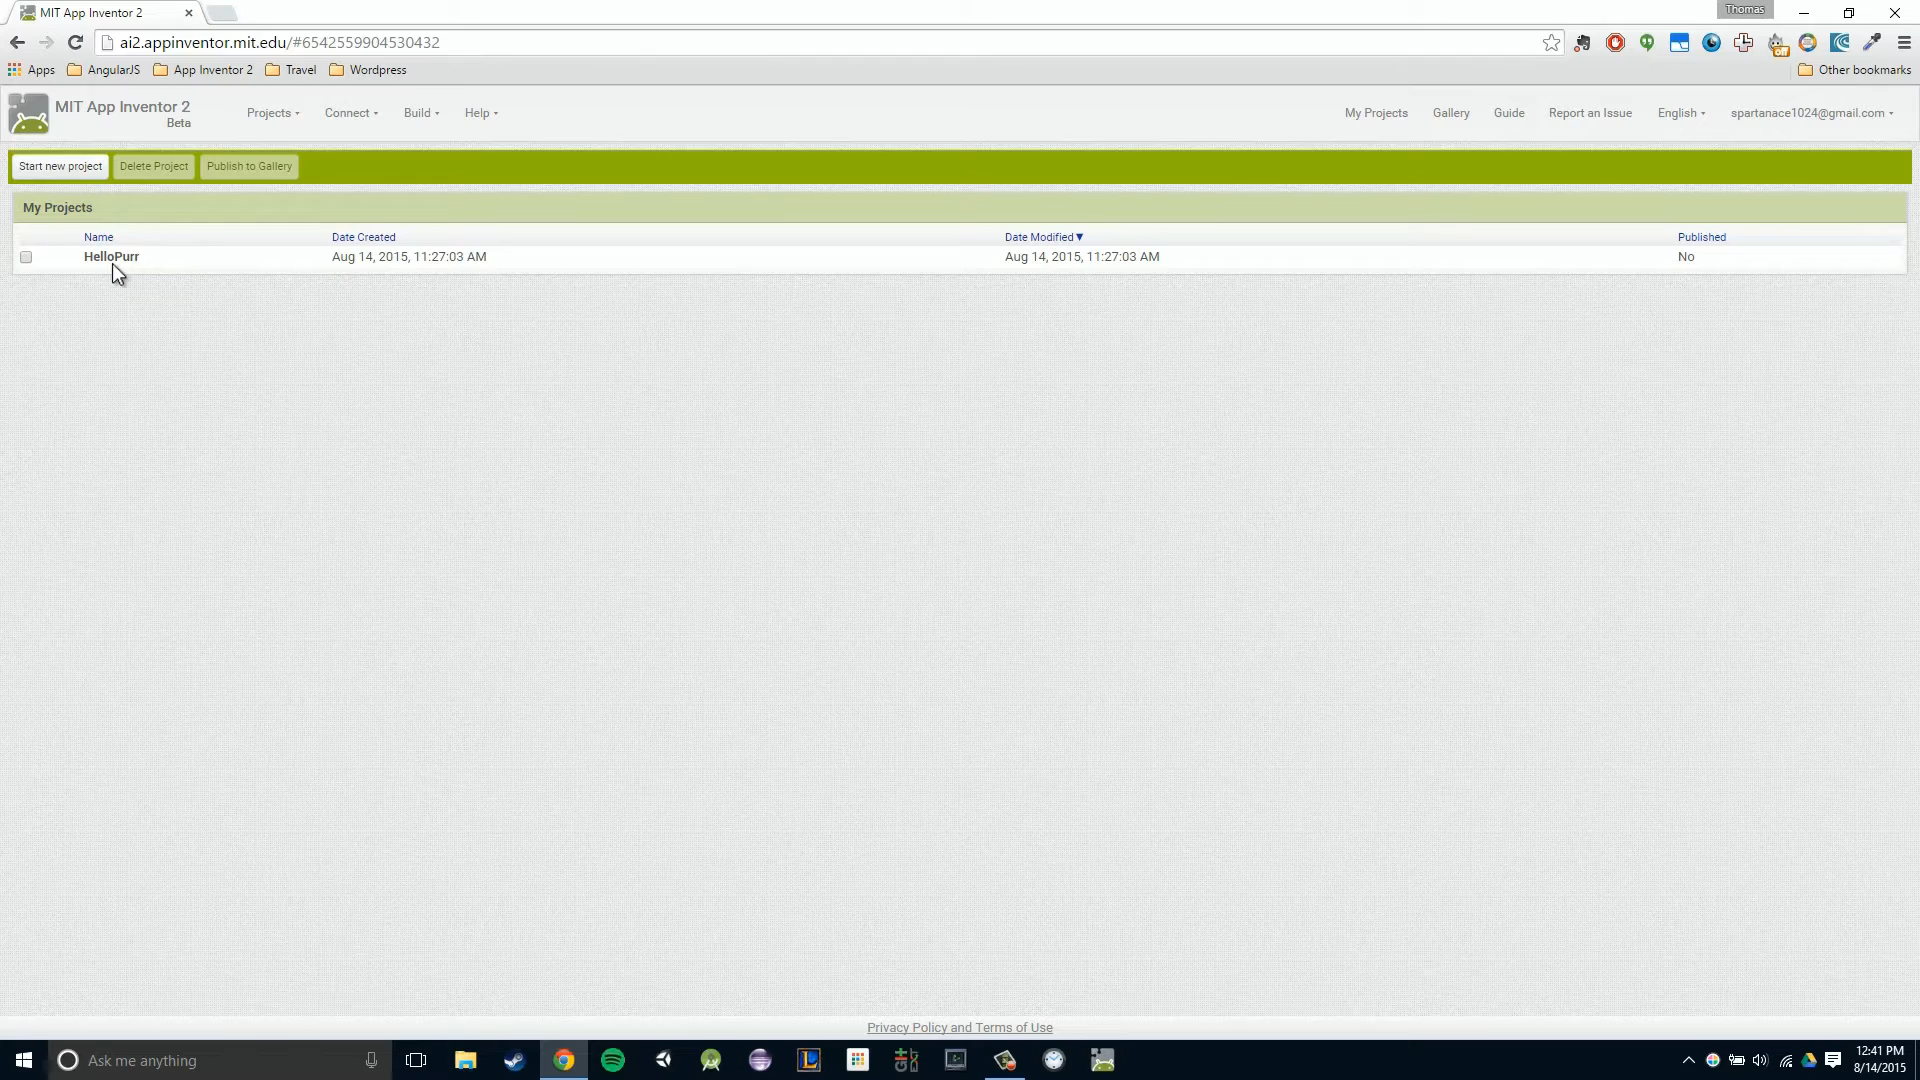 MIT App Inventor 2
Thomas
ai2.appinventor.mit.edu/#6542559904530432
Apps AngularJS App Inventor 2 Travel Wordpress Other bookmarks
MIT App Inventor 2
Beta
Projects Connect Build Help My Projects Gallery Guide Report an Issue English spartanace1024@gmail.com
Start new project Delete Project Publish to Gallery
My Projects
Name Date Created Date Modified Published
HelloPurr Aug 14, 2015, 11:27:03 AM Aug 14, 2015, 11:27:03 AM No
Privacy Policy and Terms of Use
Ask me anything
12:41 PM
8/14/2015